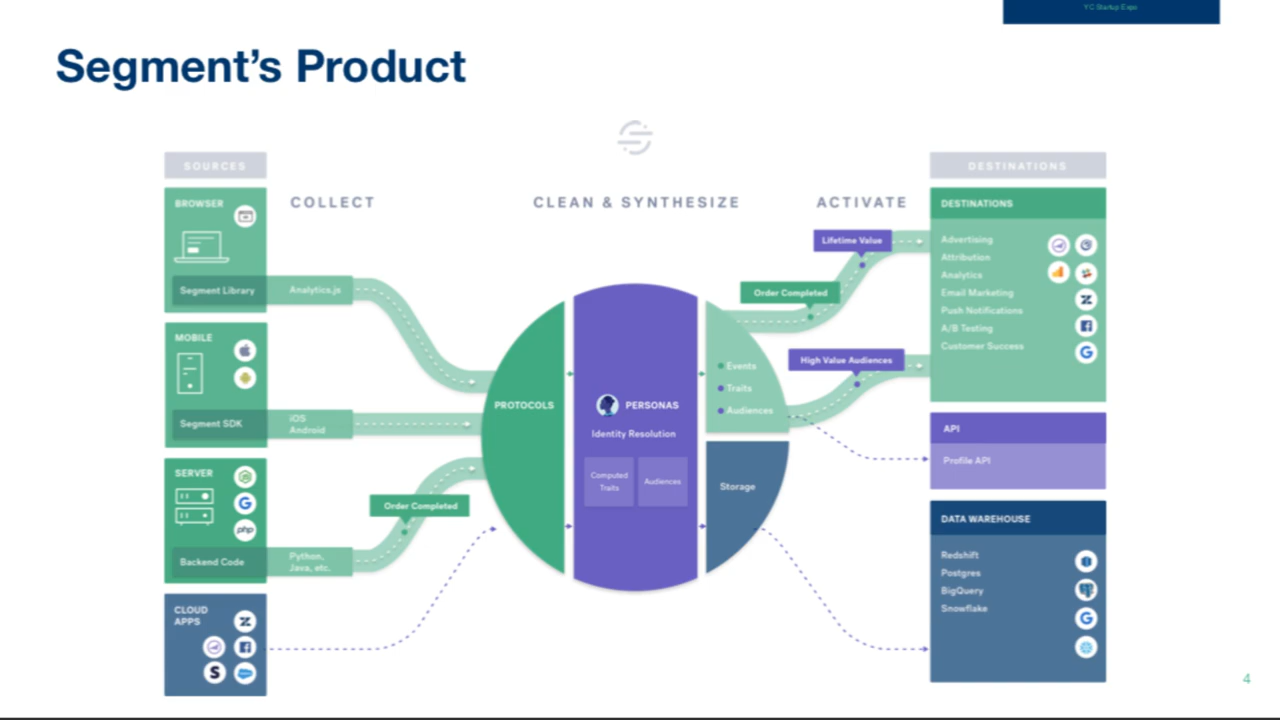 YC Startup Expo
Segment's Product
SOURCES
DESTINATIONS
COLLECT
CLEAN & SYNTHESIZE
ACTIVATE
BROWSER
Segment Library
Analytics.js
MOBILE
Segment SDK
iOS
Android
SERVER
php
Backend Code
Python,
Java, etc.
Order Completed
CLOUD
APPS
PROTOCOLS
PERSONAS
Identity Resolution
Computed
Traits
Audiences
Events
Traits
Audiences
Storage
Lifetime Value
Order Completed
High Value Audiences
DESTINATIONS
Advertising
Attribution
Analytics
Email Marketing
Push Notifications
A/B Testing
Customer Success
API
Profile API
DATA WAREHOUSE
Redshift
Postgres
BigQuery
Snowflake
4